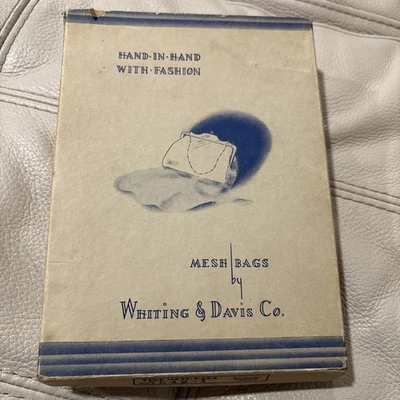 HAND·IN·HAND
WITH·FASHION
MESH BAGS
by
WHITING & DAVIS CO.